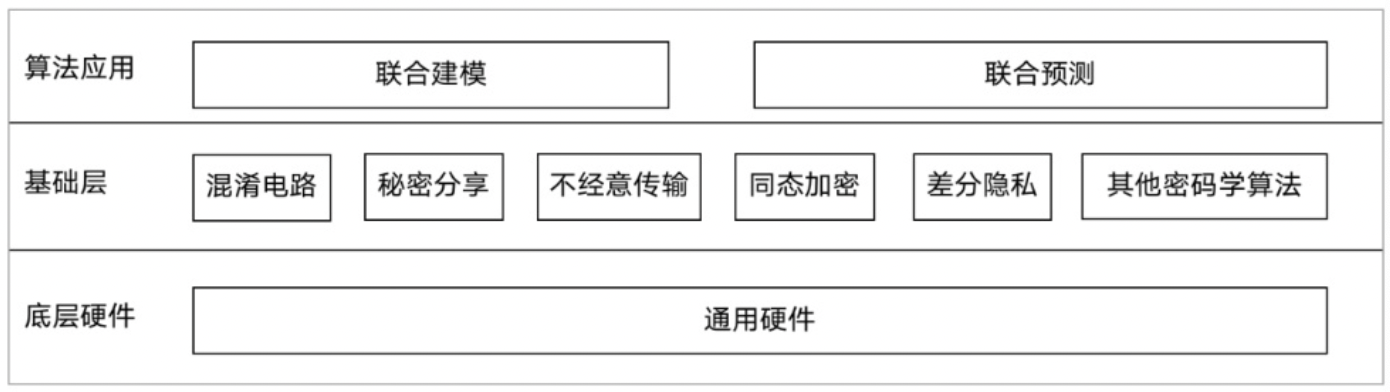 算法应用
联合建模
联合预测
基础层
混淆电路
秘密分享
不经意传输
同态加密
差分隐私
其他密码学算法
底层硬件
通用硬件